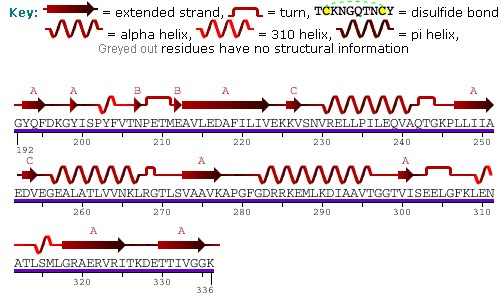 Key: = extended strand, = turn, TCKNGQTNCY = disulfide bond
= alpha helix, = 310 helix, = pi helix,
Greyed out residues have no structural information
A A B B A C A
GYQFDKGYISPYFVTNPETMEAVLEDAFILIVEKKVSNVRELLPILEQVAQTGKPLLIIA
192 200 210 220 230 240 250
C A A
EDVEGEALATLVVNKLRGTLSVAAVKAPGFGDRRKEMLKDIAAVTGGTVISEELGFKLEN
260 270 280 290 300 310
A A
ATLSMLGRAERVRITKDETTIVGGK
320 330 336